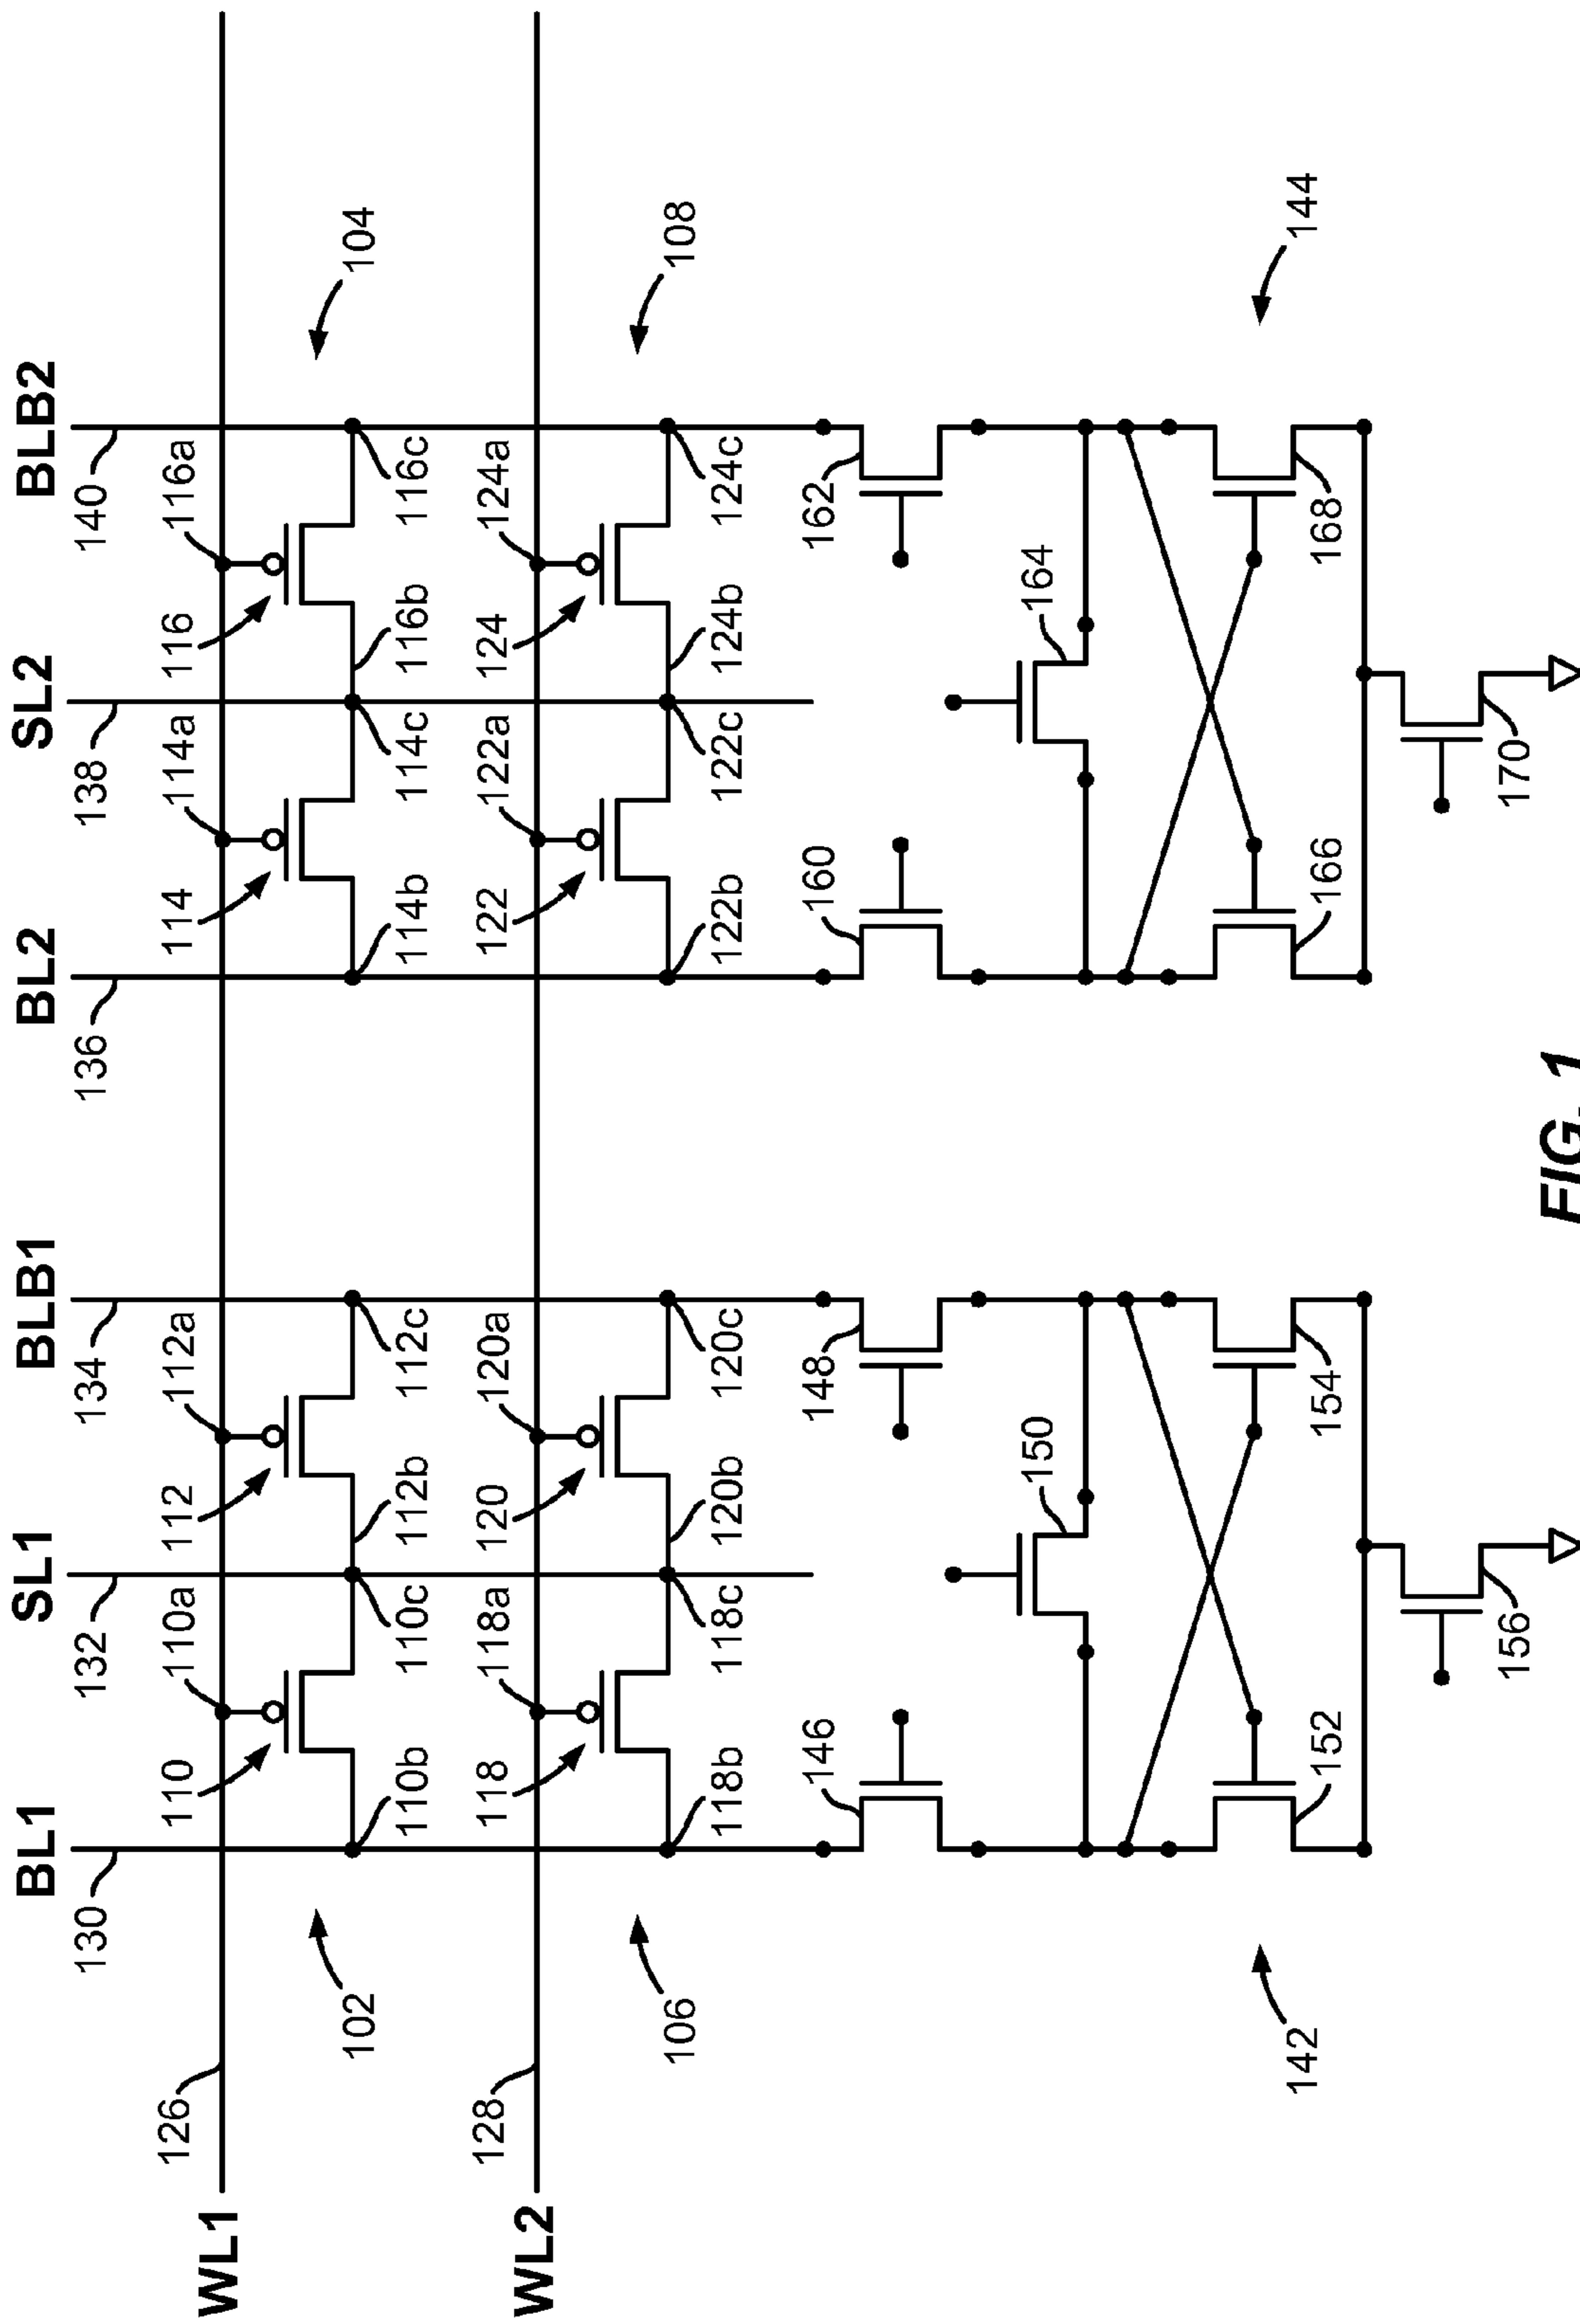 BL1 SL1 BLB1 BL2 SL2 BLB2
130 132 134 136 138 140
126 110 110a 112 112a 114 114a 116 116a
WL1
102 110b 110c 112b 112c 114b 114c 116b 116c 104
128 118 118a 120 120a 122 122a 124 124a
WL2
106 118b 118c 120b 120c 122b 122c 124b 124c 108
146 148 160 162
150 164
142 152 154 166 168 144
156 170
FIG. 1